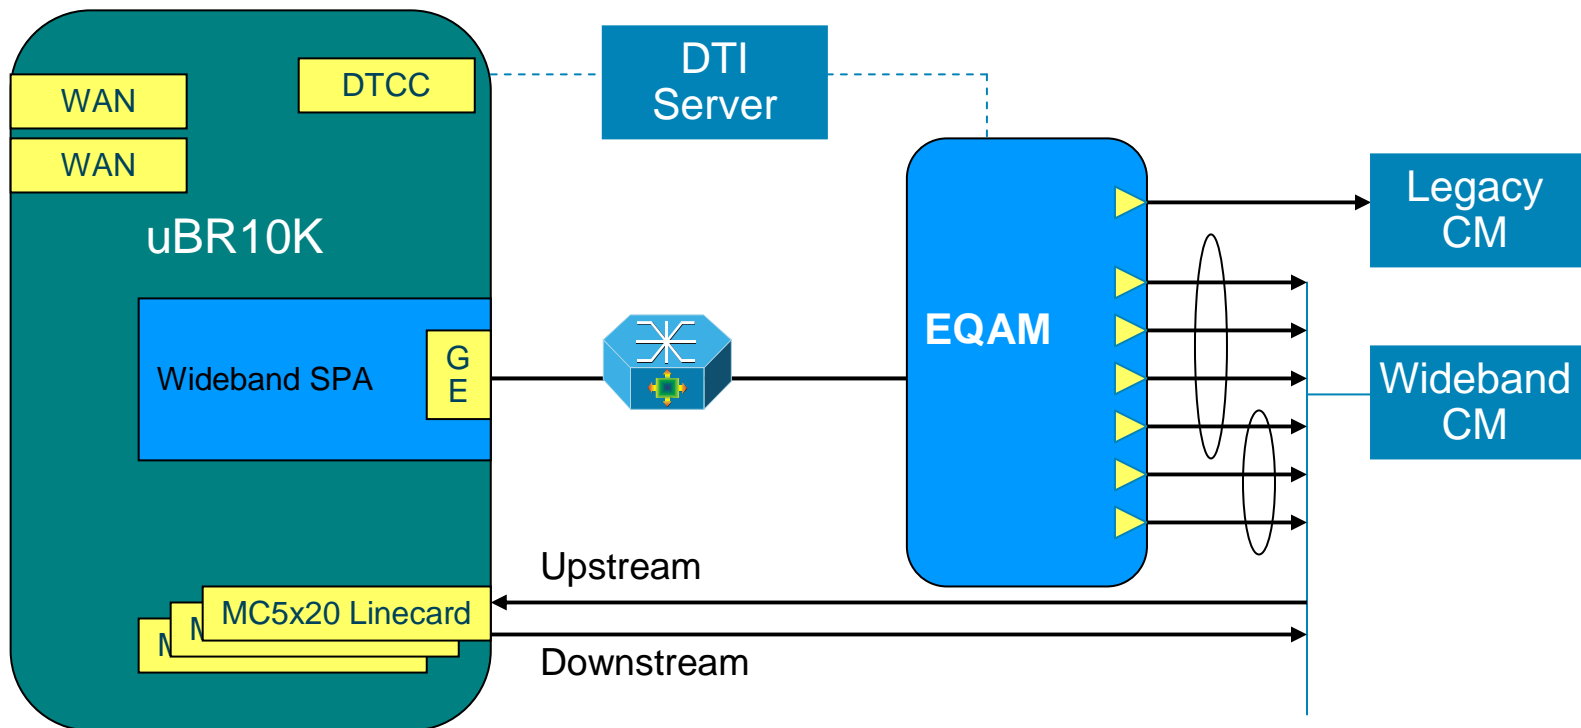 WAN
WAN
DTCC
DTI
Server
uBR10K
Wideband SPA
G
E
EQAM
Legacy
CM
Wideband
CM
Upstream
MC5x20 Linecard
M
M
Downstream